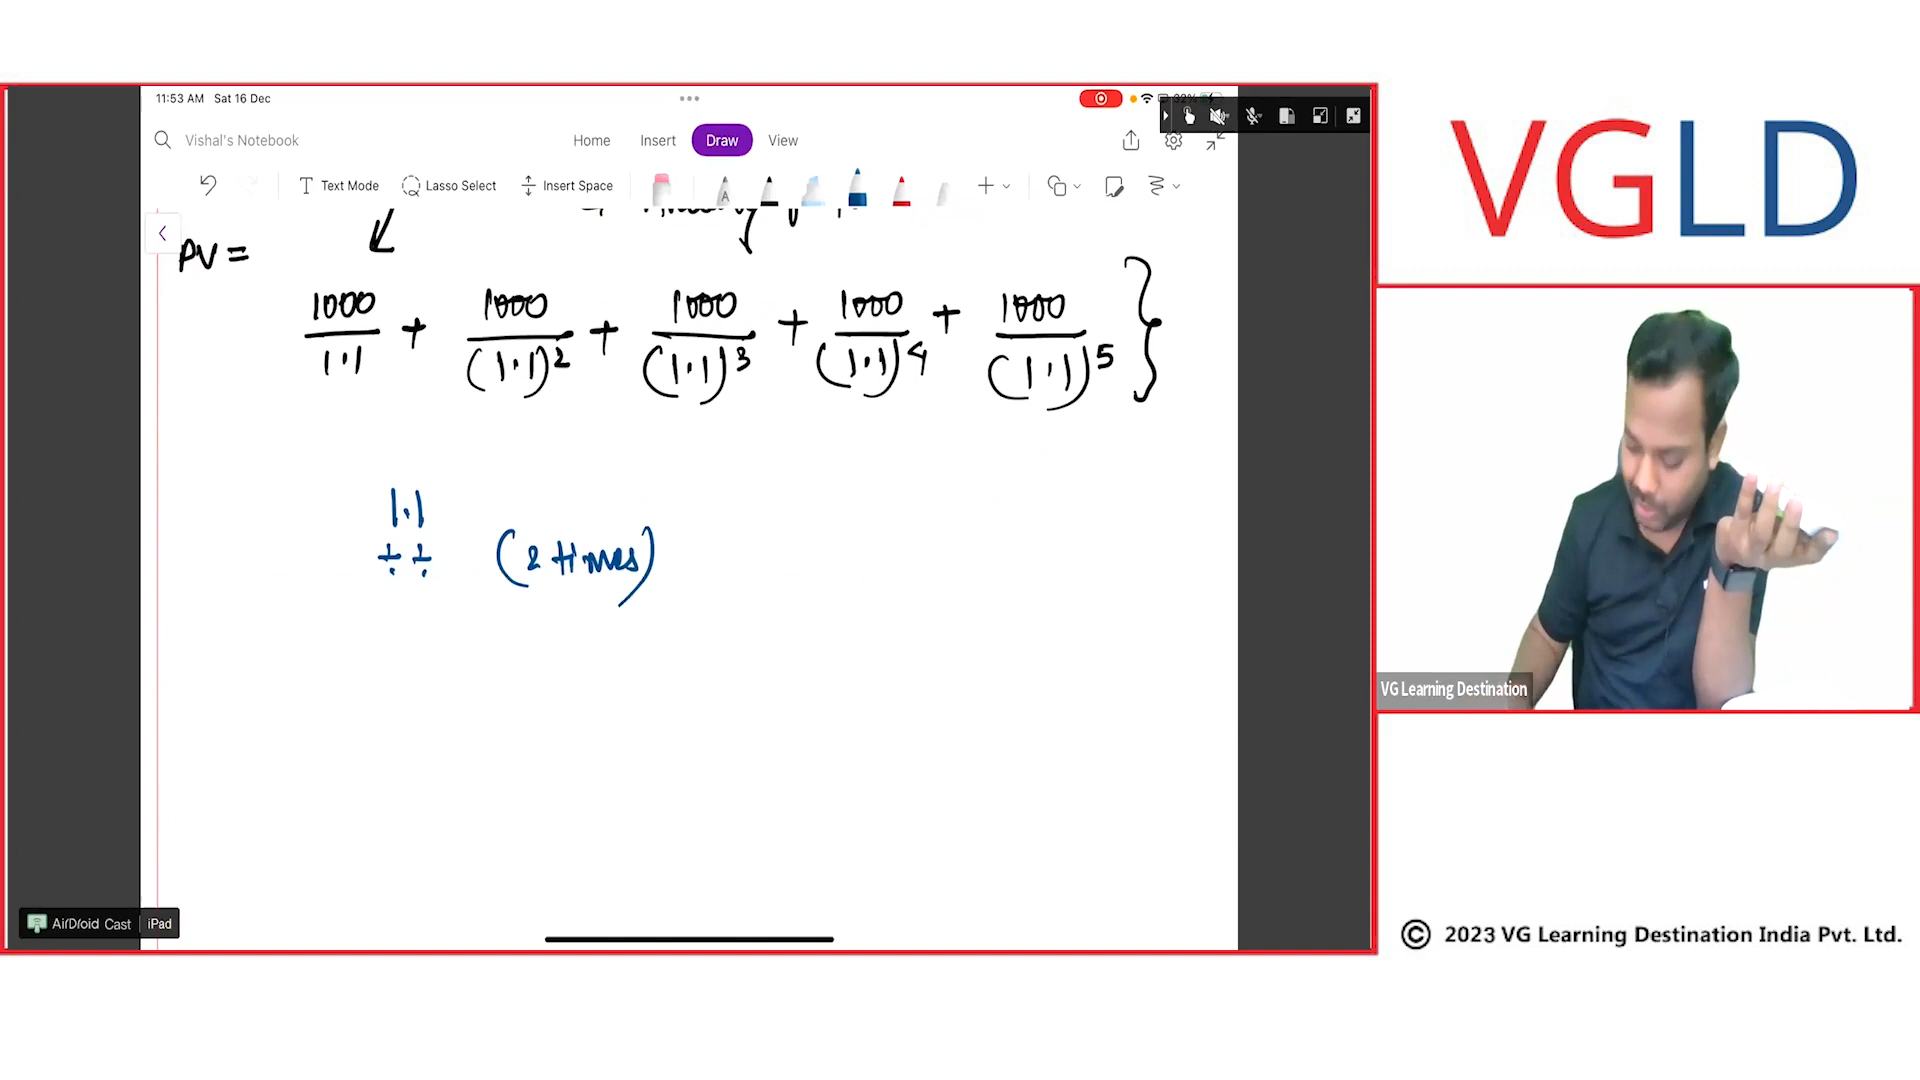 11:53 AM Sat 16 Dec
32%
VGLD
Vishal's Notebook Home Insert Draw View
Text Mode Lasso Select Insert Space
PV =
1000/1.1 + 1000/(1.1)^2 + 1000/(1.1)^3 + 1000/(1.1)^4 + 1000/(1.1)^5 }
1.1
÷ ÷ (2 times)
VG Learning Destination
AirDroid Cast iPad
© 2023 VG Learning Destination India Pvt. Ltd.